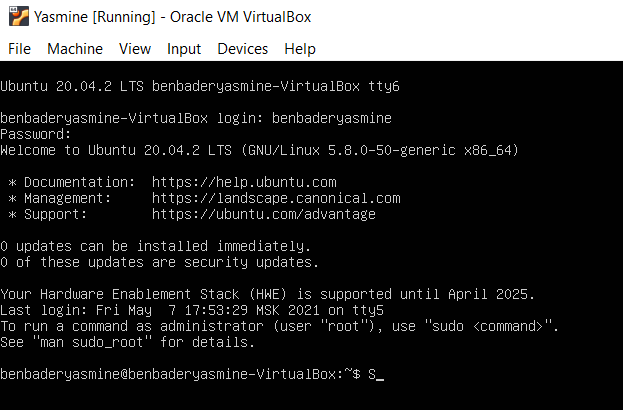 Yasmine [Running] - Oracle VM VirtualBox
File Machine View Input Devices Help
Ubuntu 20.04.2 LTS benbaderyasmine-VirtualBox tty6
benbaderyasmine-VirtualBox login: benbaderyasmine
Password:
Welcome to Ubuntu 20.04.2 LTS (GNU/Linux 5.8.0-50-generic x86_64)
* Documentation:  https://help.ubuntu.com
* Management:     https://landscape.canonical.com
* Support:        https://ubuntu.com/advantage
0 updates can be installed immediately.
0 of these updates are security updates.
Your Hardware Enablement Stack (HWE) is supported until April 2025.
Last login: Fri May  7 17:53:29 MSK 2021 on tty5
To run a command as administrator (user "root"), use "sudo <command>".
See "man sudo_root" for details.
benbaderyasmine@benbaderyasmine-VirtualBox:~$ S_